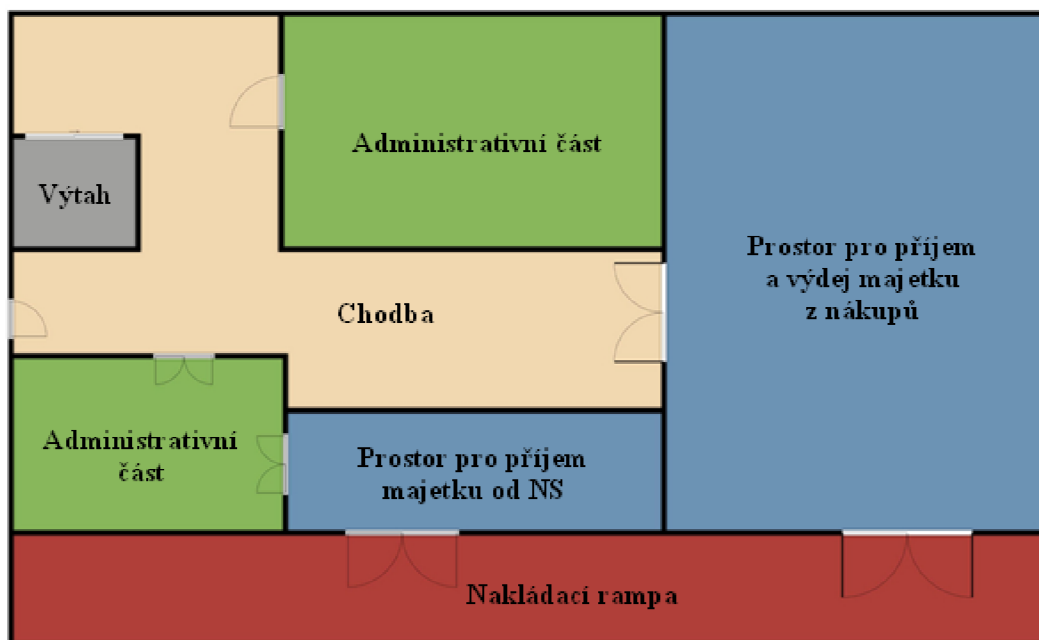 Administrativní část
Výtah
Prostor pro příjem
a výdej majetku
z nákupů
Chodba
Administrativní
část
Prostor pro příjem
majetku od NS
Nakládací rampa